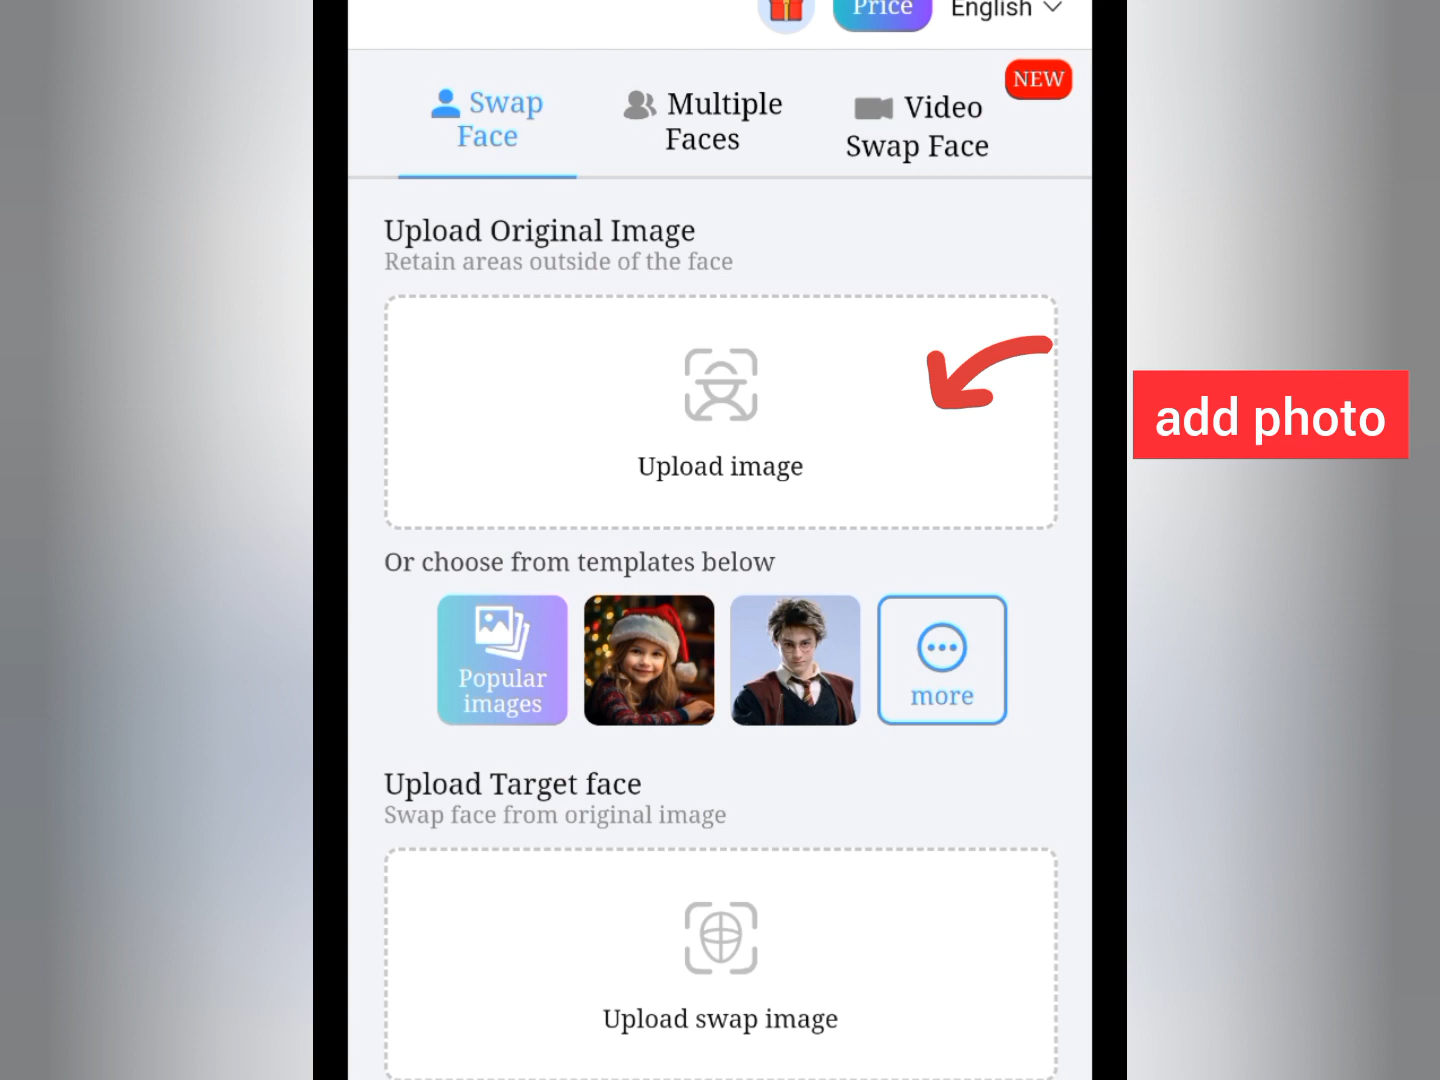 Price
English
NEW
Swap
Face
Multiple
Faces
Video
Swap Face
Upload Original Image
Retain areas outside of the face
Upload image
add photo
Or choose from templates below
Popular
images
more
Upload Target face
Swap face from original image
Upload swap image